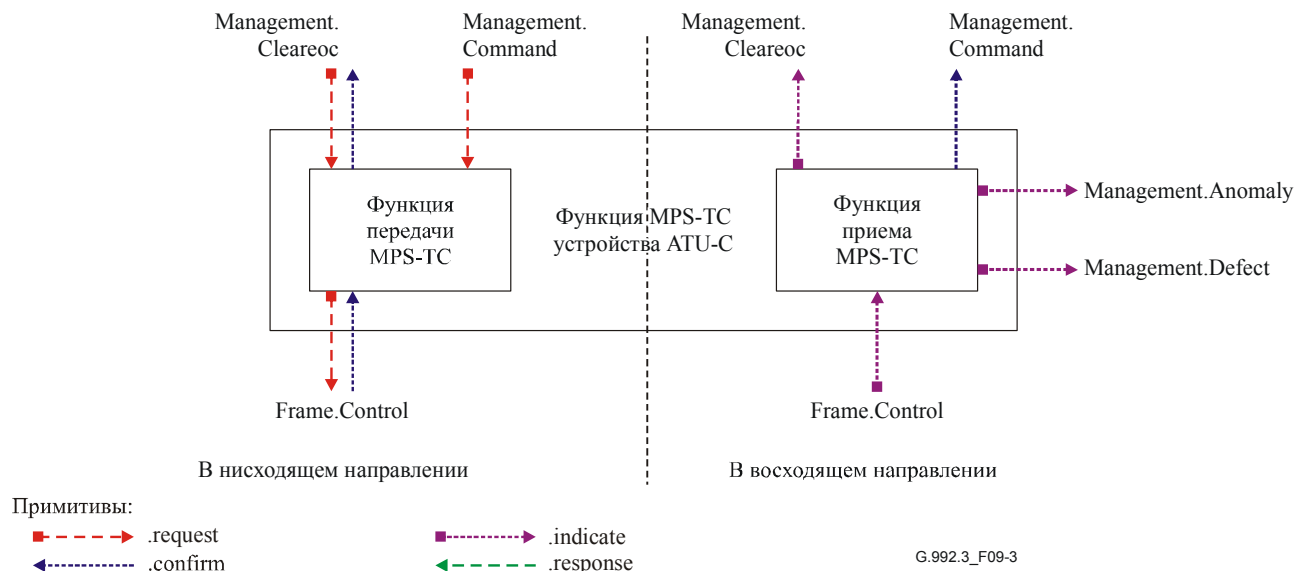 Management.
Cleareoc
Management.
Command
Management.
Cleareoc
Management.
Command
Функция
передачи
MPS-TC
Функция MPS-TC
устройства ATU-C
Функция
приема
MPS-TC
Management.Anomaly
Management.Defect
Frame.Control
Frame.Control
В нисходящем направлении
В восходящем направлении
Примитивы:
.request
.indicate
.confirm
.response
G.992.3_F09-3